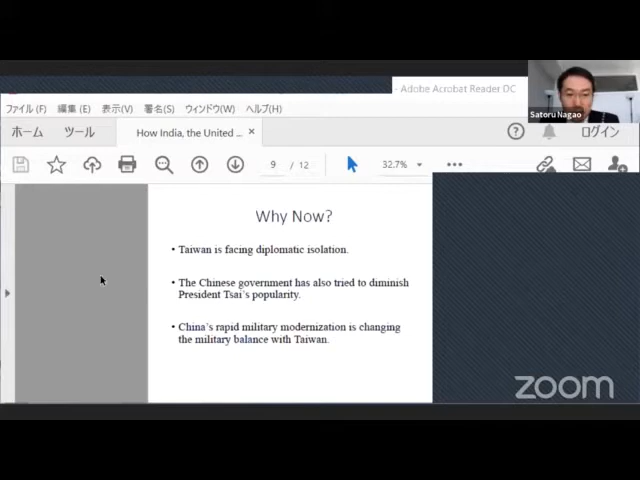 - Adobe Acrobat Reader DC
ファイル (F) 編集 (E) 表示(V) 署名(S) ウィンドウ(W) ヘルプ(H)
Satoru Nagao
ホーム ツール How India, the United ... × ? ログイン
9 / 12 32.7%
Why Now?
• Taiwan is facing diplomatic isolation.
• The Chinese government has also tried to diminish
President Tsai's popularity.
• China's rapid military modernization is changing
the military balance with Taiwan.
zoom